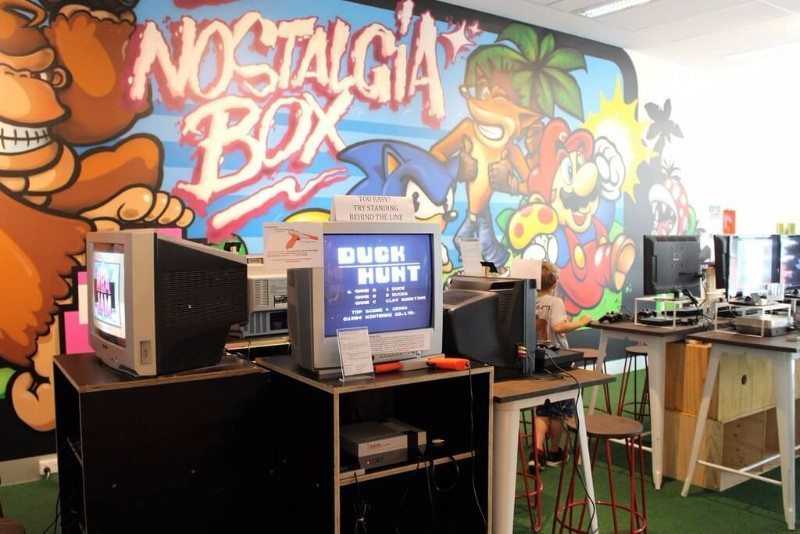 NOSTALGIA
BOX
TOO EASY?
TRY STANDING
BEHIND THE LINE
DUCK
HUNT
GAME A 1 DUCK
GAME B 2 DUCKS
GAME C CLAY SHOOTING
TOP SCORE = 12000
©1984 NINTENDO CO.,LTD.